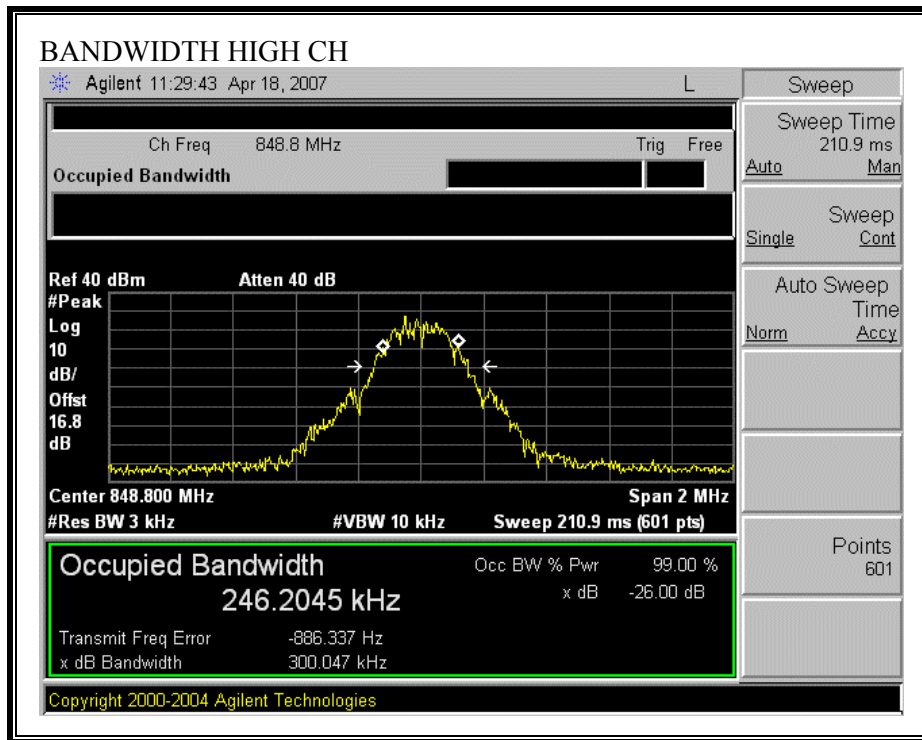 BANDWIDTH HIGH CH
Agilent 11:29:43 Apr 18, 2007 L
Ch Freq 848.8 MHz Trig Free
Occupied Bandwidth
Ref 40 dBm Atten 40 dB
#Peak
Log
10
dB/
Offst
16.8
dB
Center 848.800 MHz Span 2 MHz
#Res BW 3 kHz #VBW 10 kHz Sweep 210.9 ms (601 pts)
Occupied Bandwidth Occ BW % Pwr 99.00 %
246.2045 kHz x dB -26.00 dB
Transmit Freq Error -886.337 Hz
x dB Bandwidth 300.047 kHz
Copyright 2000-2004 Agilent Technologies
Sweep
Sweep Time
210.9 ms
Auto Man
Sweep
Single Cont
Auto Sweep
Time
Norm Accy
Points
601